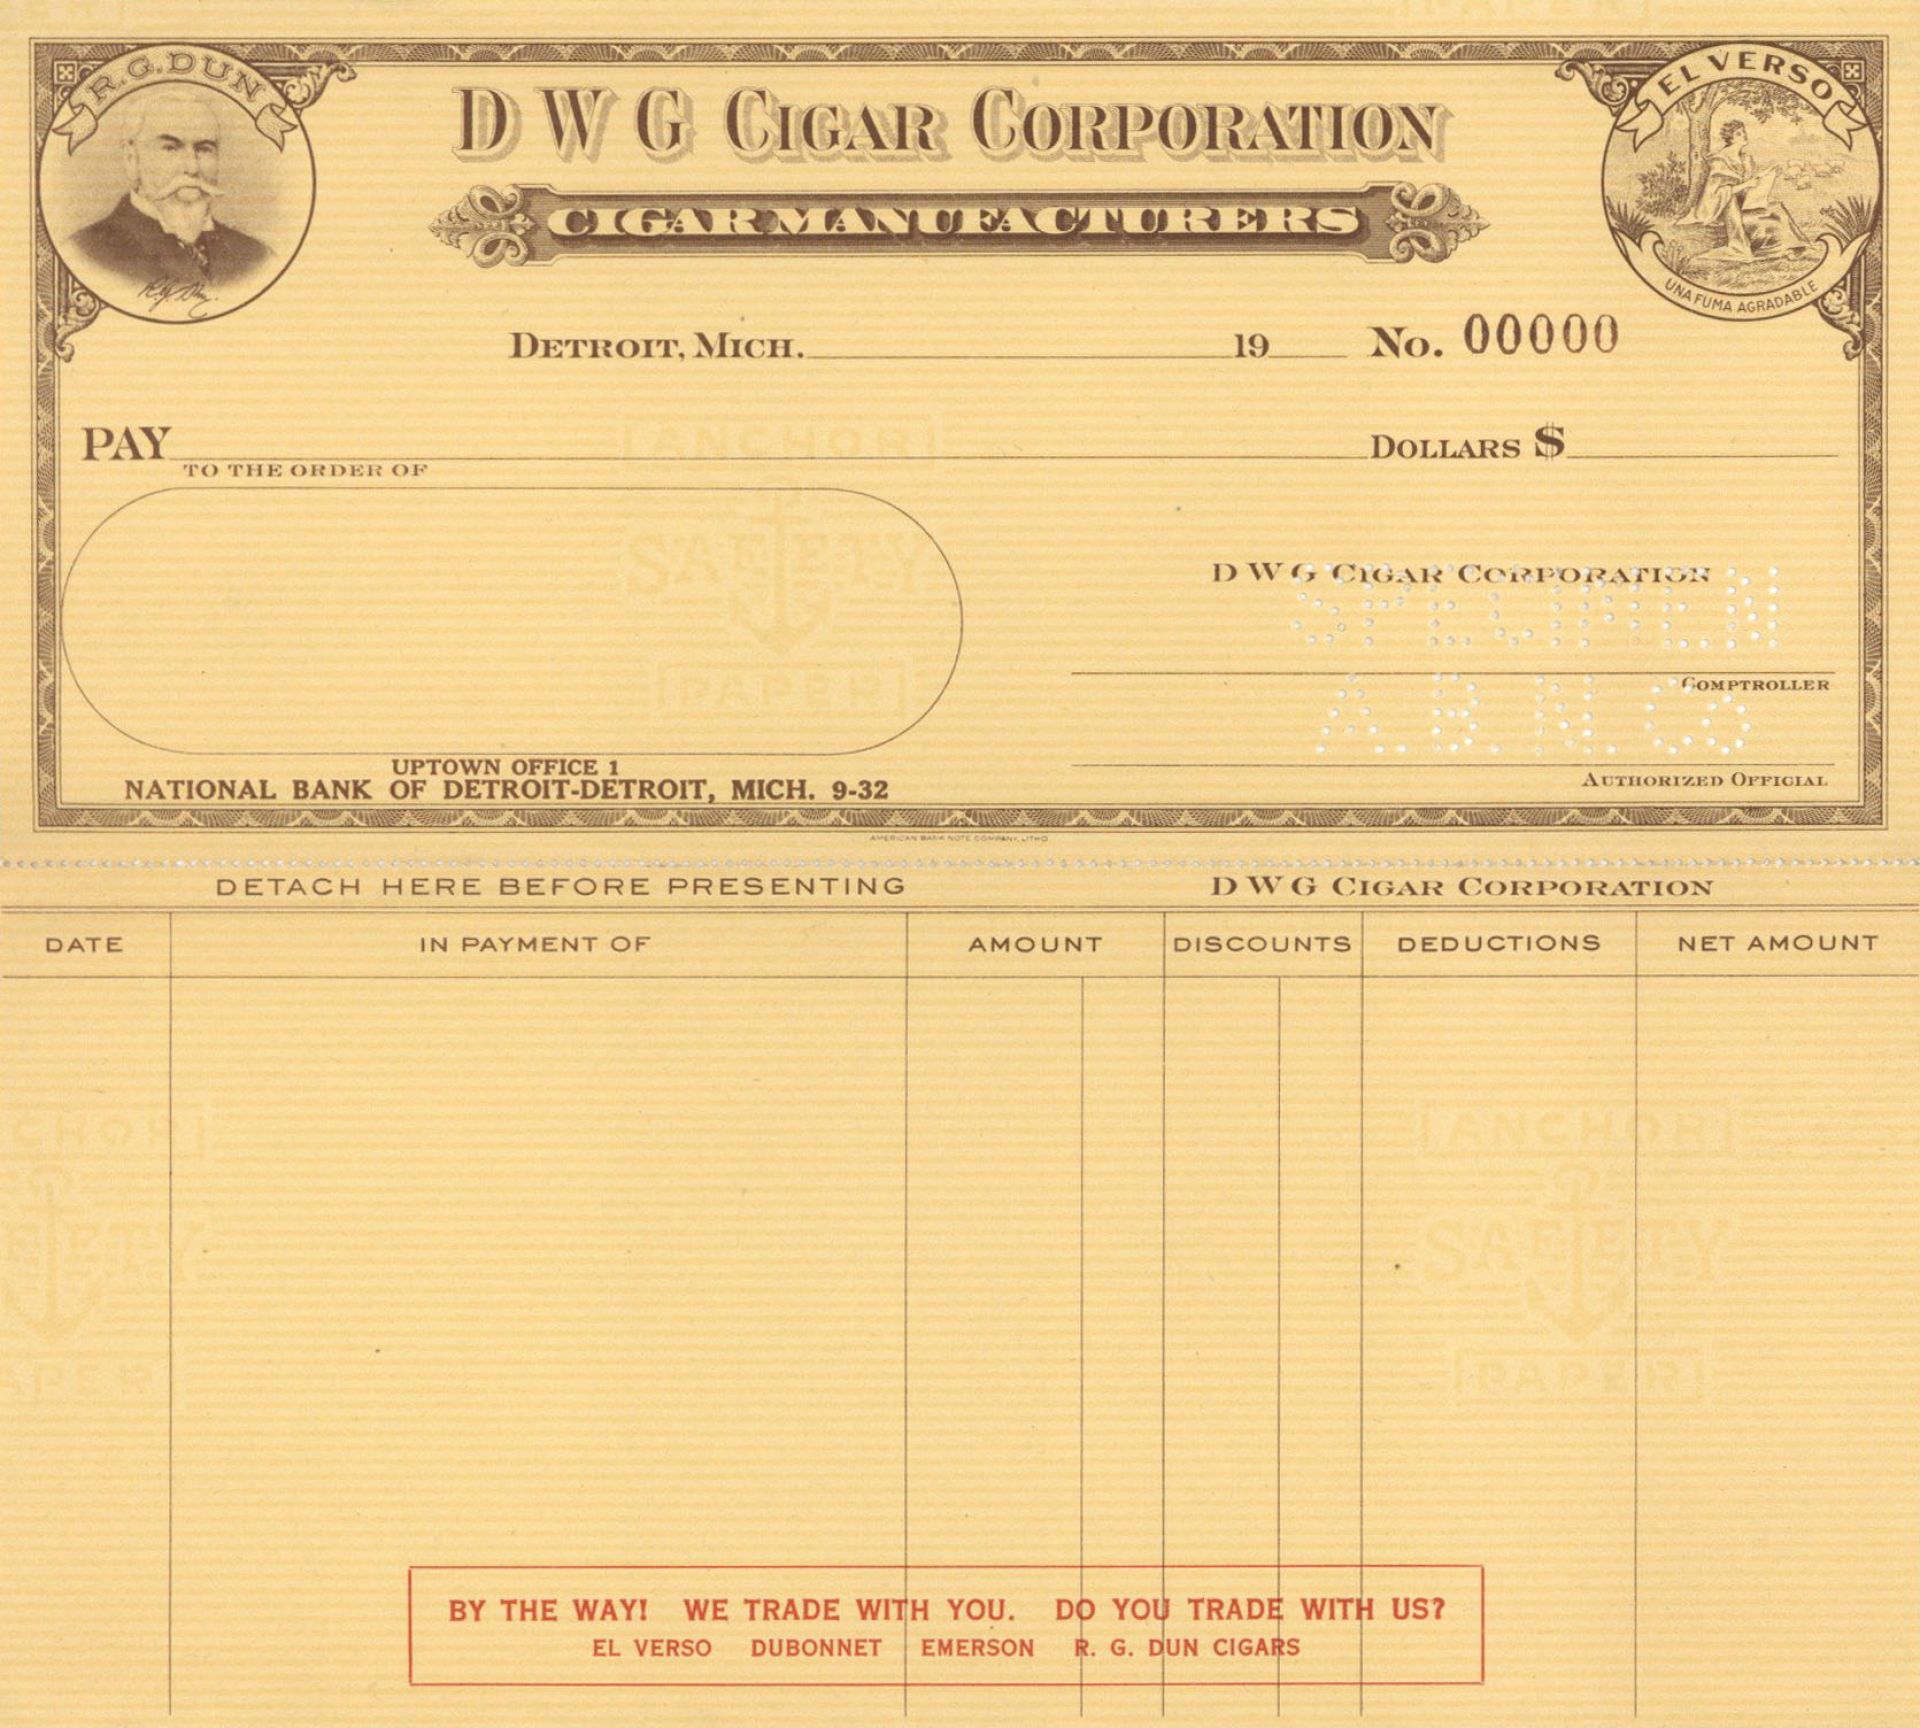 R.G. DUN
R.G. Dun.
D W G CIGAR CORPORATION
CIGAR MANUFACTURERS
EL VERSO
UNA FUMA AGRADABLE
DETROIT, MICH. 19 No. 00000
PAY DOLLARS $
TO THE ORDER OF
ANCHOR
SAFETY
PAPER
D W G CIGAR CORPORATION
SPECIMEN
COMPTROLLER
A. B. N. Co
AUTHORIZED OFFICIAL
UPTOWN OFFICE 1
NATIONAL BANK OF DETROIT-DETROIT, MICH. 9-32
AMERICAN BANK NOTE COMPANY, LITHO
DETACH HERE BEFORE PRESENTING D W G CIGAR CORPORATION
DATE IN PAYMENT OF AMOUNT DISCOUNTS DEDUCTIONS NET AMOUNT
ANCHOR
SAFETY
PAPER
BY THE WAY! WE TRADE WITH YOU. DO YOU TRADE WITH US?
EL VERSO DUBONNET EMERSON R. G. DUN CIGARS